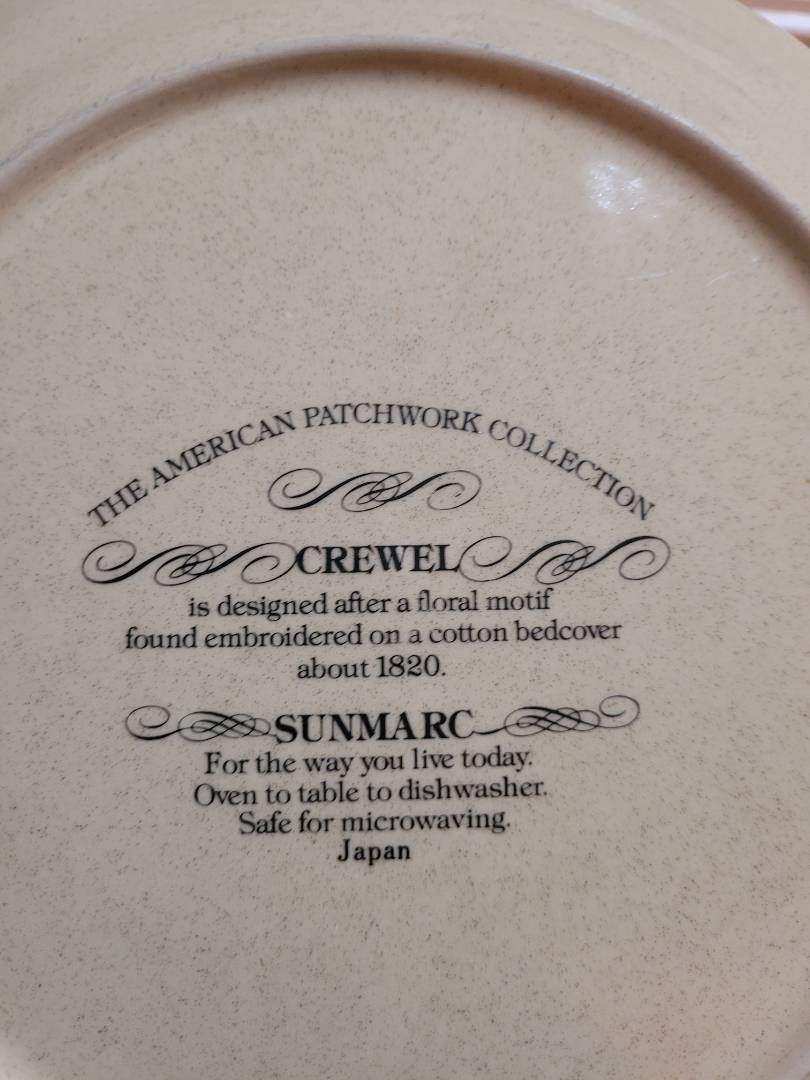 THE AMERICAN PATCHWORK COLLECTION
CREWEL
is designed after a floral motif
found embroidered on a cotton bedcover
about 1820.
SUNMARC
For the way you live today.
Oven to table to dishwasher.
Safe for microwaving.
Japan